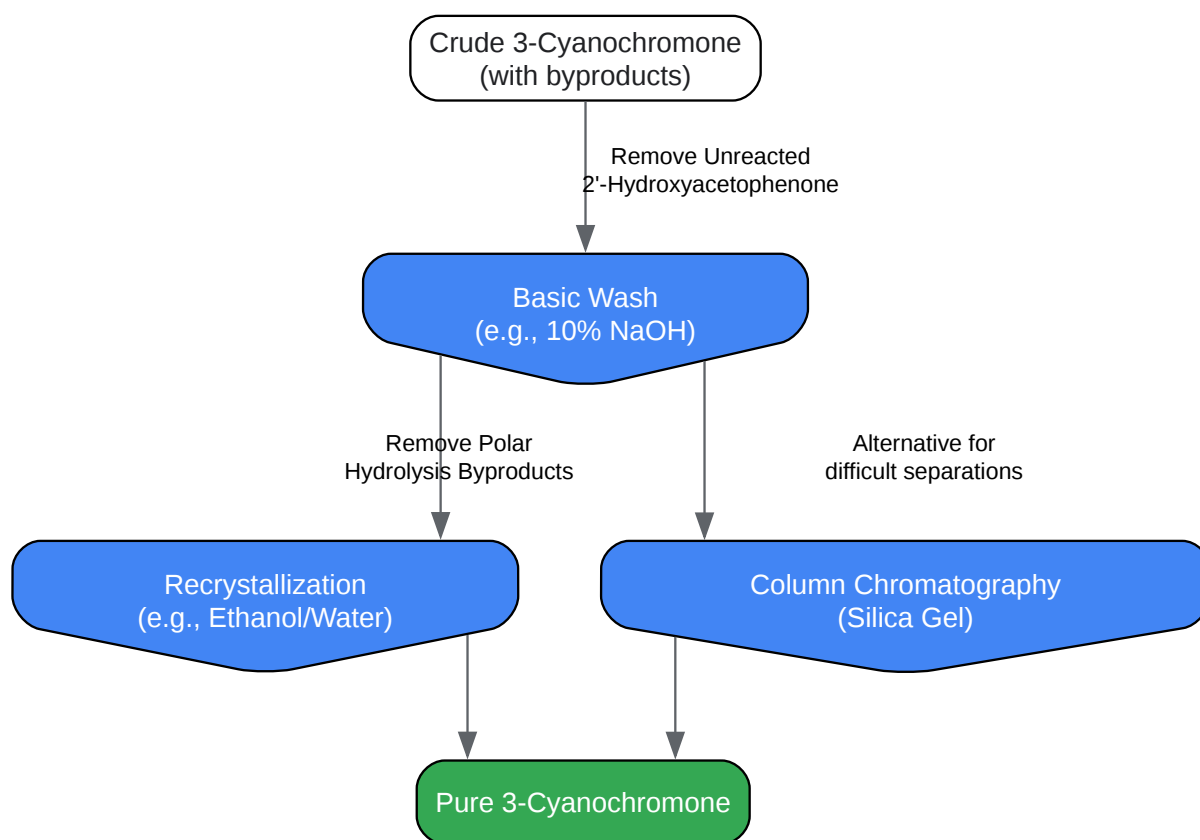 Crude 3-Cyanochromone
(with byproducts)
Remove Unreacted
2'-Hydroxyacetophenone
Basic Wash
(e.g., 10% NaOH)
Remove Polar
Hydrolysis Byproducts
Alternative for
difficult separations
Recrystallization
(e.g., Ethanol/Water)
Column Chromatography
(Silica Gel)
Pure 3-Cyanochromone